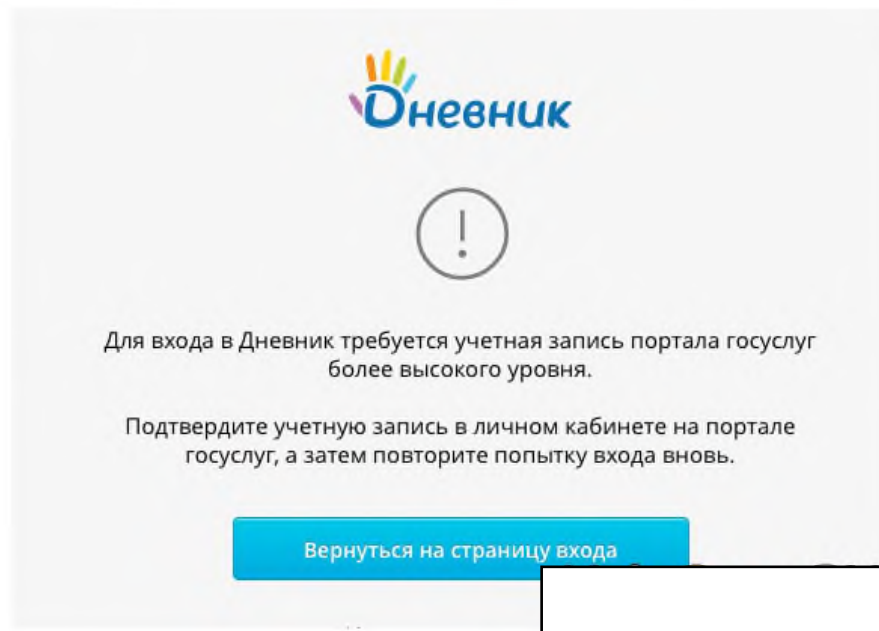 Дневник
Для входа в Дневник требуется учетная запись портала госуслуг
более высокого уровня.
Подтвердите учетную запись в личном кабинете на портале
госуслуг, а затем повторите попытку входа вновь.
Вернуться на страницу входа